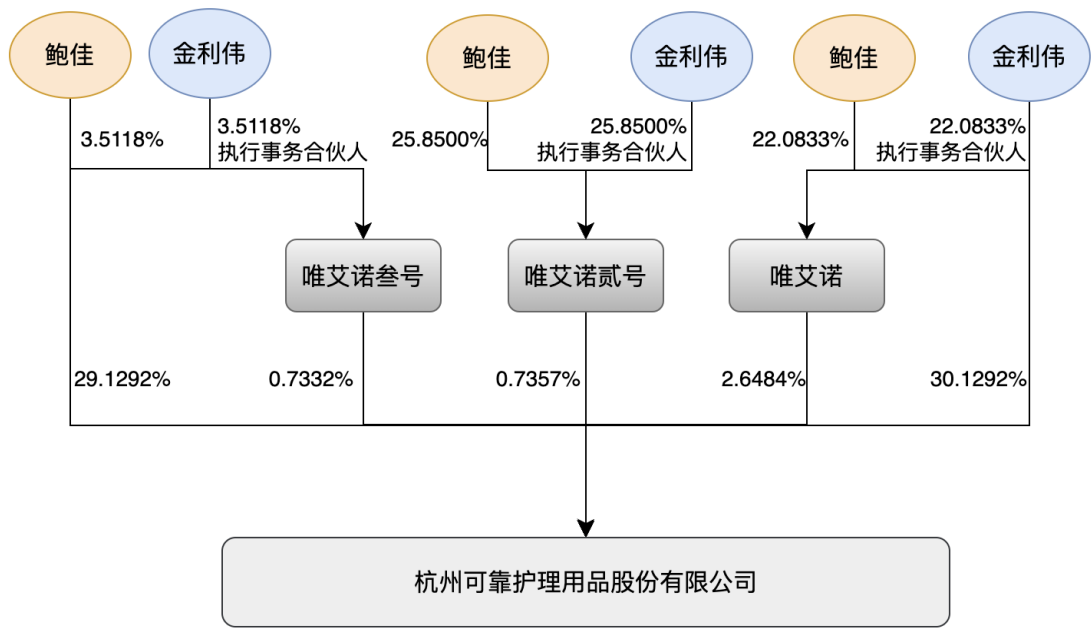 鲍佳
金利伟
鲍佳
金利伟
鲍佳
金利伟
3.5118%
3.5118%
执行事务合伙人
25.8500%
25.8500%
执行事务合伙人
22.0833%
22.0833%
执行事务合伙人
唯艾诺叁号
唯艾诺贰号
唯艾诺
29.1292%
0.7332%
0.7357%
2.6484%
30.1292%
杭州可靠护理用品股份有限公司